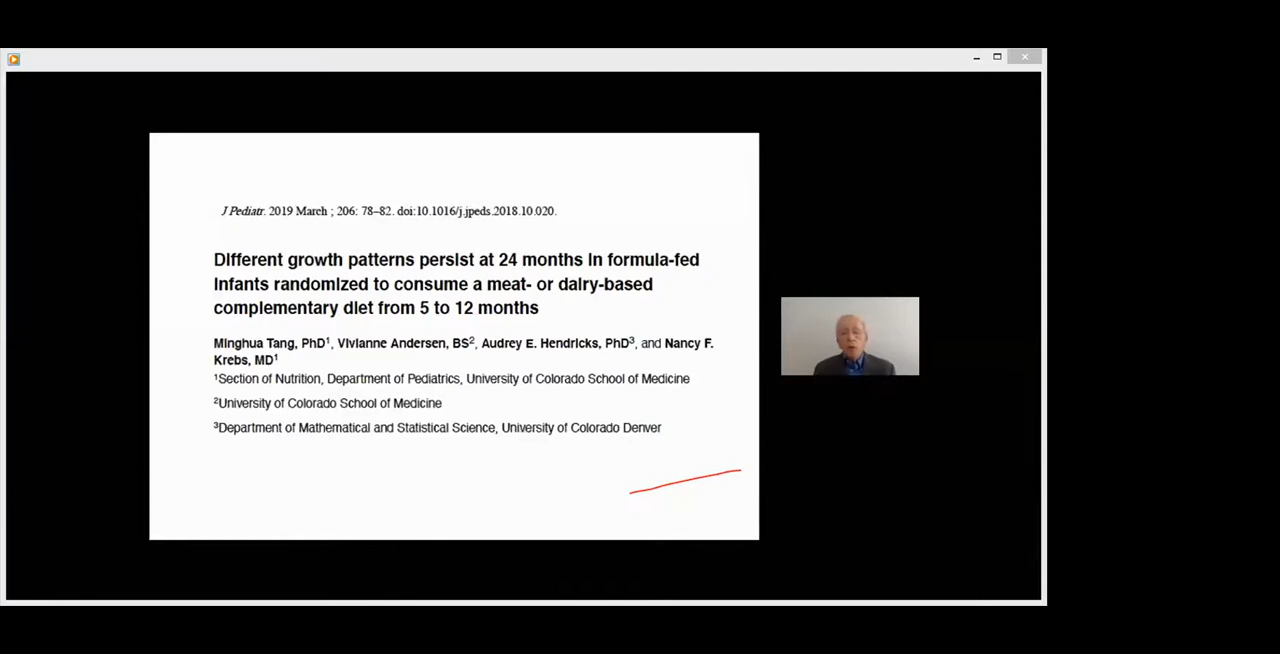 J Pediatr. 2019 March ; 206: 78–82. doi:10.1016/j.jpeds.2018.10.020.
Different growth patterns persist at 24 months in formula-fed
infants randomized to consume a meat- or dairy-based
complementary diet from 5 to 12 months
Minghua Tang, PhD1, Vivianne Andersen, BS2, Audrey E. Hendricks, PhD3, and Nancy F.
Krebs, MD1
1Section of Nutrition, Department of Pediatrics, University of Colorado School of Medicine
2University of Colorado School of Medicine
3Department of Mathematical and Statistical Science, University of Colorado Denver